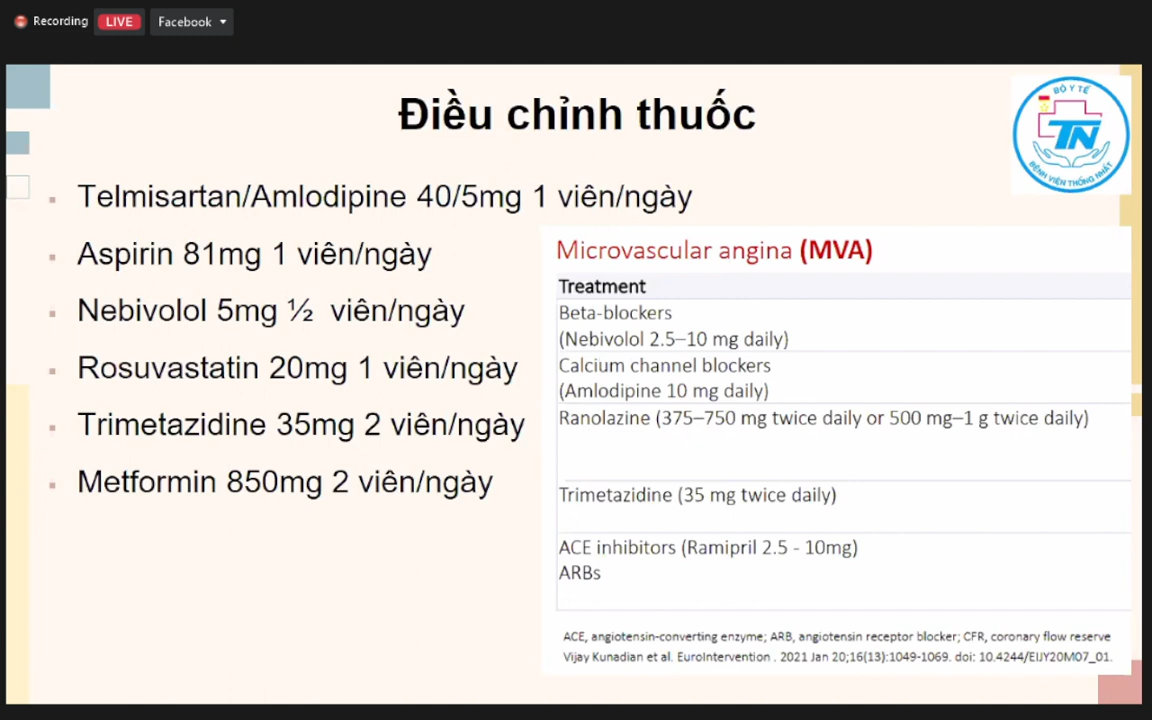 Recording LIVE Facebook
Điều chỉnh thuốc
BỘ Y TẾ
TN
BỆNH VIỆN THỐNG NHẤT
Telmisartan/Amlodipine 40/5mg 1 viên/ngày
Aspirin 81mg 1 viên/ngày
Nebivolol 5mg ½ viên/ngày
Rosuvastatin 20mg 1 viên/ngày
Trimetazidine 35mg 2 viên/ngày
Metformin 850mg 2 viên/ngày
Microvascular angina (MVA)
Treatment
Beta-blockers
(Nebivolol 2.5–10 mg daily)
Calcium channel blockers
(Amlodipine 10 mg daily)
Ranolazine (375–750 mg twice daily or 500 mg–1 g twice daily)
Trimetazidine (35 mg twice daily)
ACE inhibitors (Ramipril 2.5 - 10mg)
ARBs
ACE, angiotensin-converting enzyme; ARB, angiotensin receptor blocker; CFR, coronary flow reserve
Vijay Kunadian et al. EuroIntervention . 2021 Jan 20;16(13):1049-1069. doi: 10.4244/EIJY20M07_01.